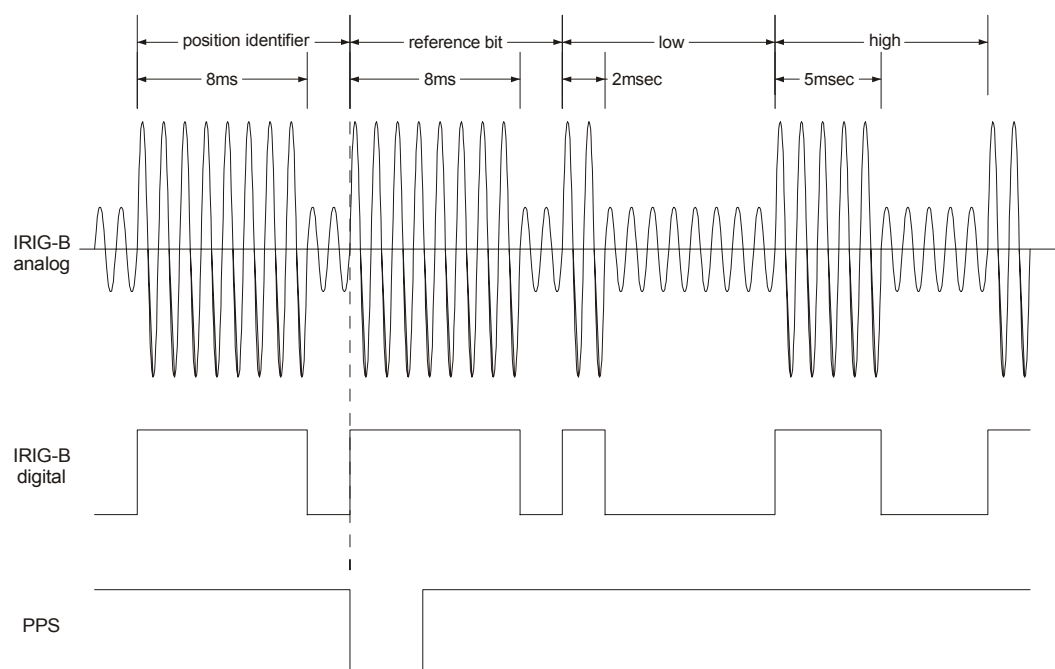 position identifier
reference bit
low
high
8ms
8ms
2msec
5msec
IRIG-B
analog
IRIG-B
digital
PPS